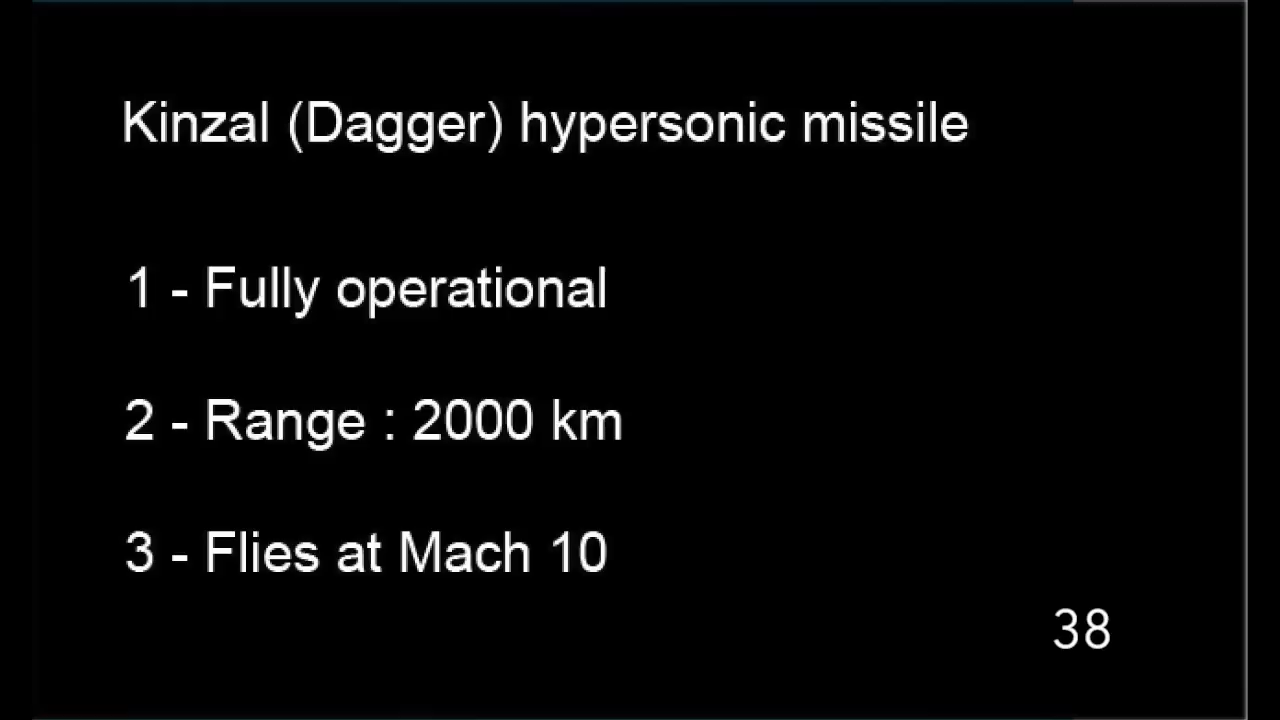 Kinzal (Dagger) hypersonic missile
1 - Fully operational
2 - Range : 2000 km
3 - Flies at Mach 10
38